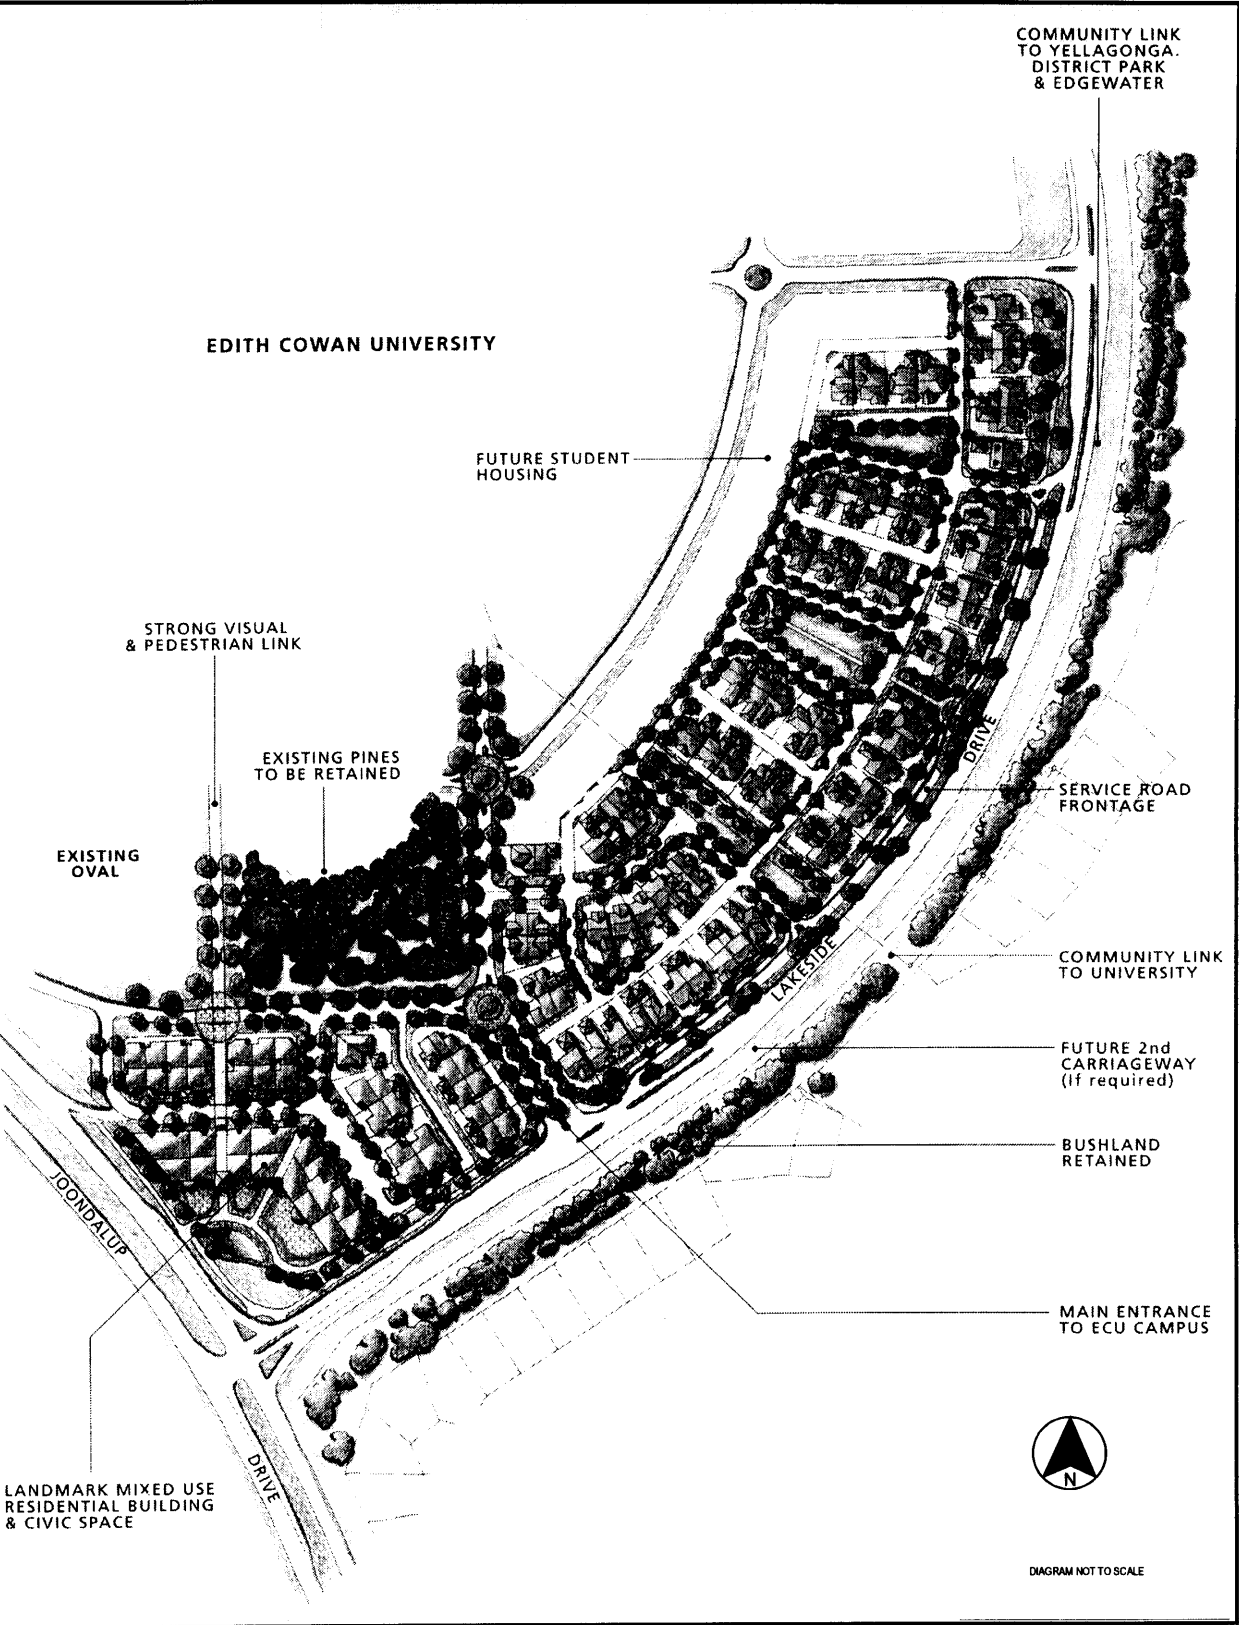 COMMUNITY LINK
TO YELLAGONGA.
DISTRICT PARK
& EDGEWATER
EDITH COWAN UNIVERSITY
FUTURE STUDENT
HOUSING
STRONG VISUAL
& PEDESTRIAN LINK
EXISTING PINES
TO BE RETAINED
EXISTING
OVAL
DRIVE
SERVICE ROAD
FRONTAGE
LAKESIDE
COMMUNITY LINK
TO UNIVERSITY
FUTURE 2nd
CARRIAGEWAY
(If required)
BUSHLAND
RETAINED
JOONDALUP
MAIN ENTRANCE
TO ECU CAMPUS
DRIVE
LANDMARK MIXED USE
RESIDENTIAL BUILDING
& CIVIC SPACE
N
DIAGRAM NOT TO SCALE